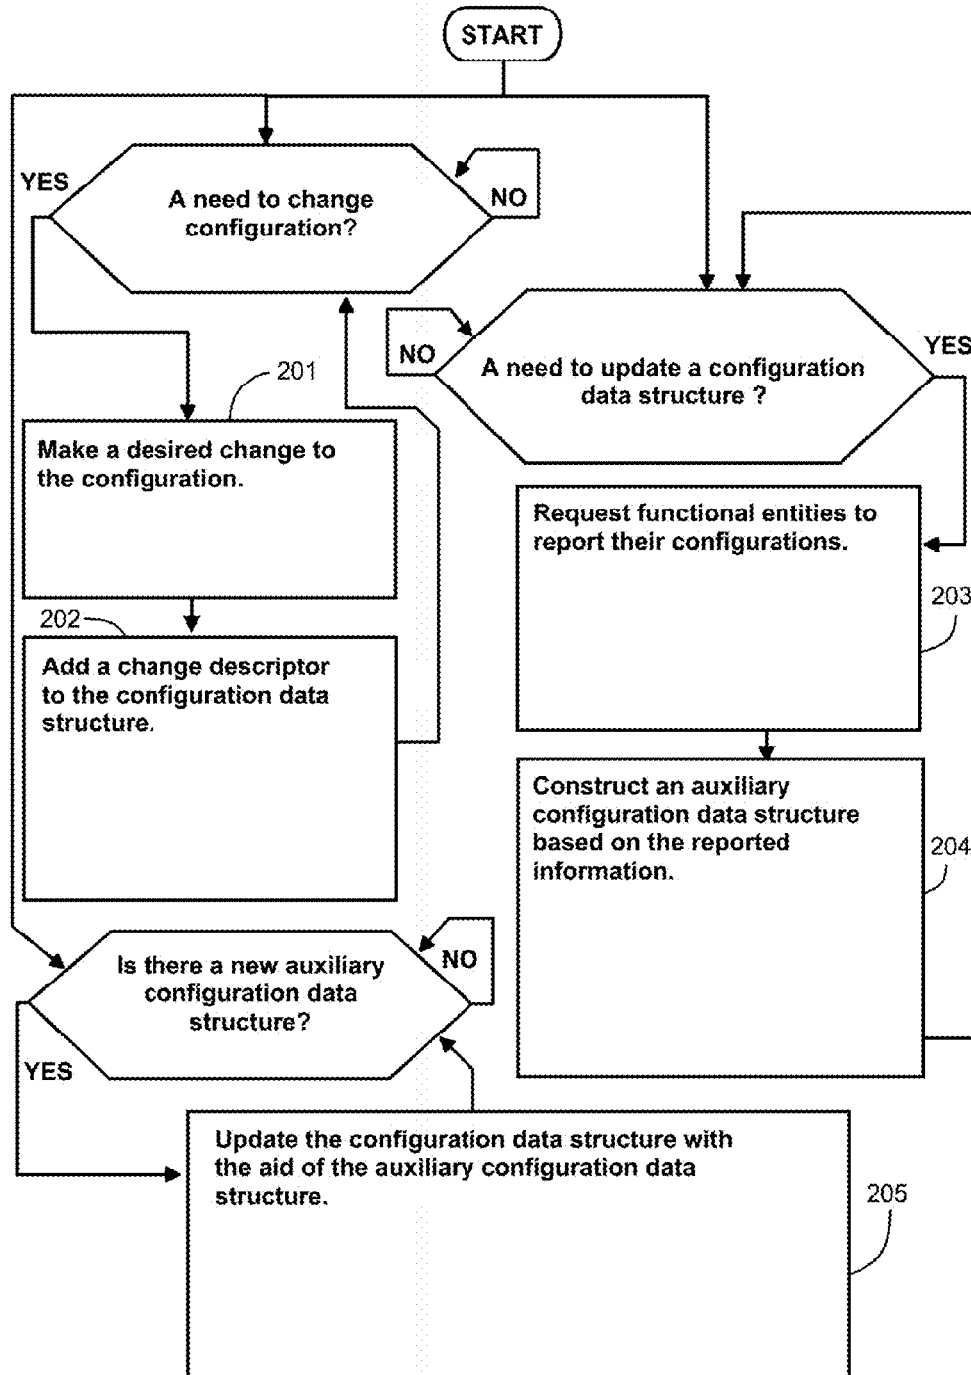 START
YES
A need to change
configuration?
NO
NO
A need to update a configuration
data structure ?
YES
201
Make a desired change to
the configuration.
Request functional entities to
report their configurations.
203
202
Add a change descriptor
to the configuration data
structure.
Construct an auxiliary
configuration data structure
based on the reported
information.
204
Is there a new auxiliary
configuration data
structure?
NO
YES
Update the configuration data structure with
the aid of the auxiliary configuration data
structure.
205